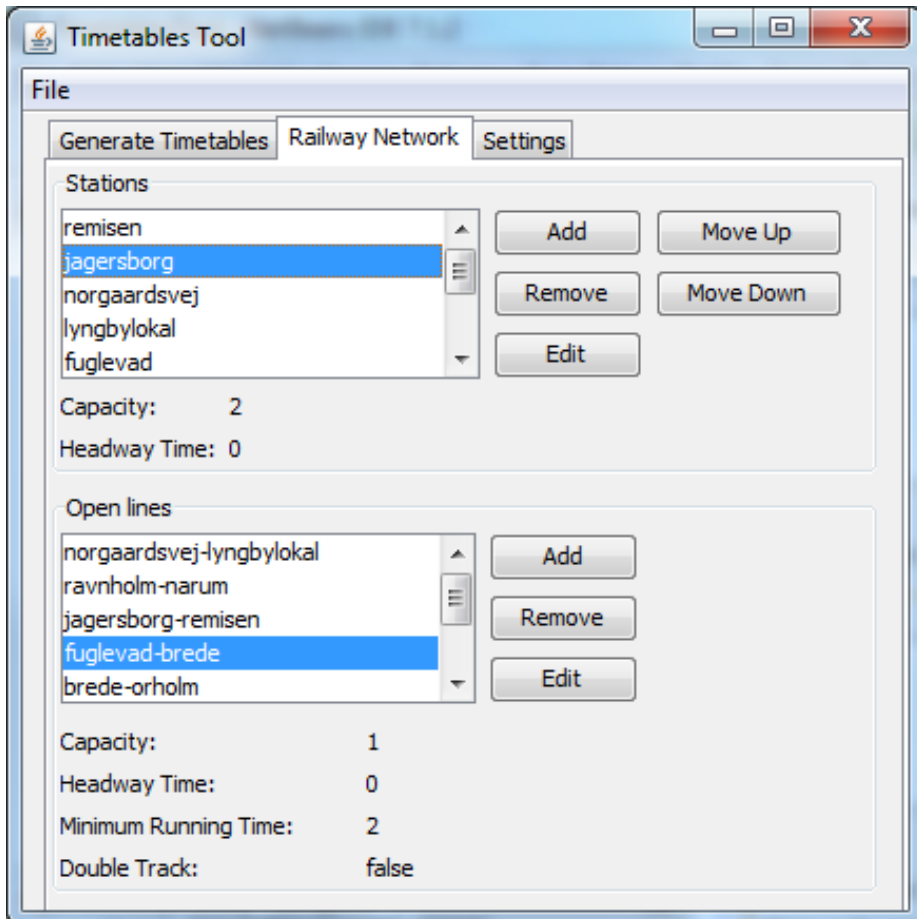 Timetables Tool
File
Generate Timetables Railway Network Settings
Stations
remisen
jagersborg
norgaardsvej
lyngbylokal
fuglevad
Add Move Up
Remove Move Down
Edit
Capacity: 2
Headway Time: 0
Open lines
norgaardsvej-lyngbylokal
ravnholm-narum
jagersborg-remisen
fuglevad-brede
brede-orholm
Add
Remove
Edit
Capacity: 1
Headway Time: 0
Minimum Running Time: 2
Double Track: false